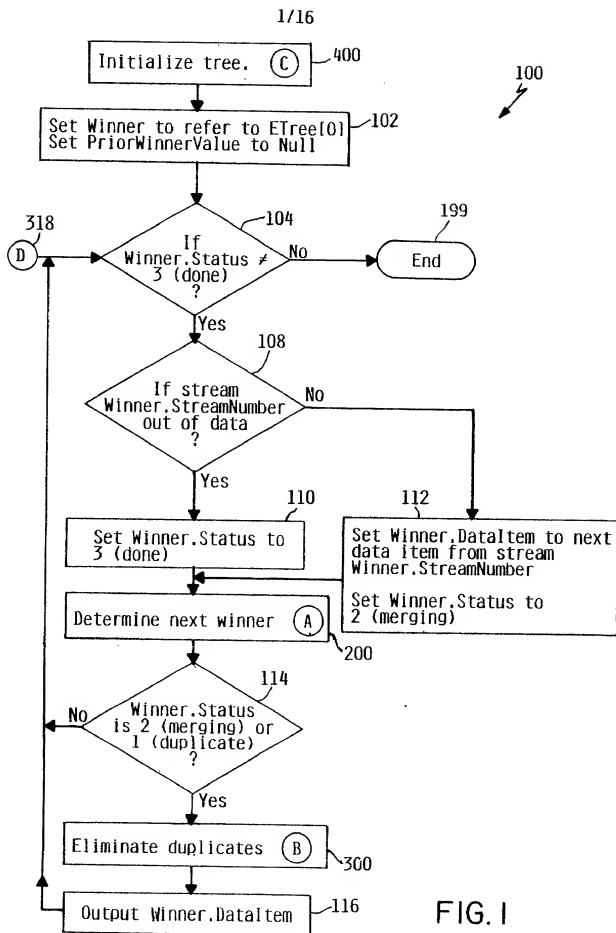 1/16
Initialize tree. C
400
100
Set Winner to refer to ETree[0]
Set PriorWinnerValue to Null
102
104
318
D
If
Winner.Status ≠
3 (done)
?
No
199
End
Yes
108
If stream
Winner.StreamNumber
out of data
?
No
Yes
110
Set Winner.Status to
3 (done)
112
Set Winner.DataItem to next
data item from stream
Winner.StreamNumber
Set Winner.Status to
2 (merging)
Determine next winner A
200
114
No
Winner.Status
is 2 (merging) or
1 (duplicate)
?
Yes
Eliminate duplicates B
300
Output Winner.DataItem
116
FIG. 1